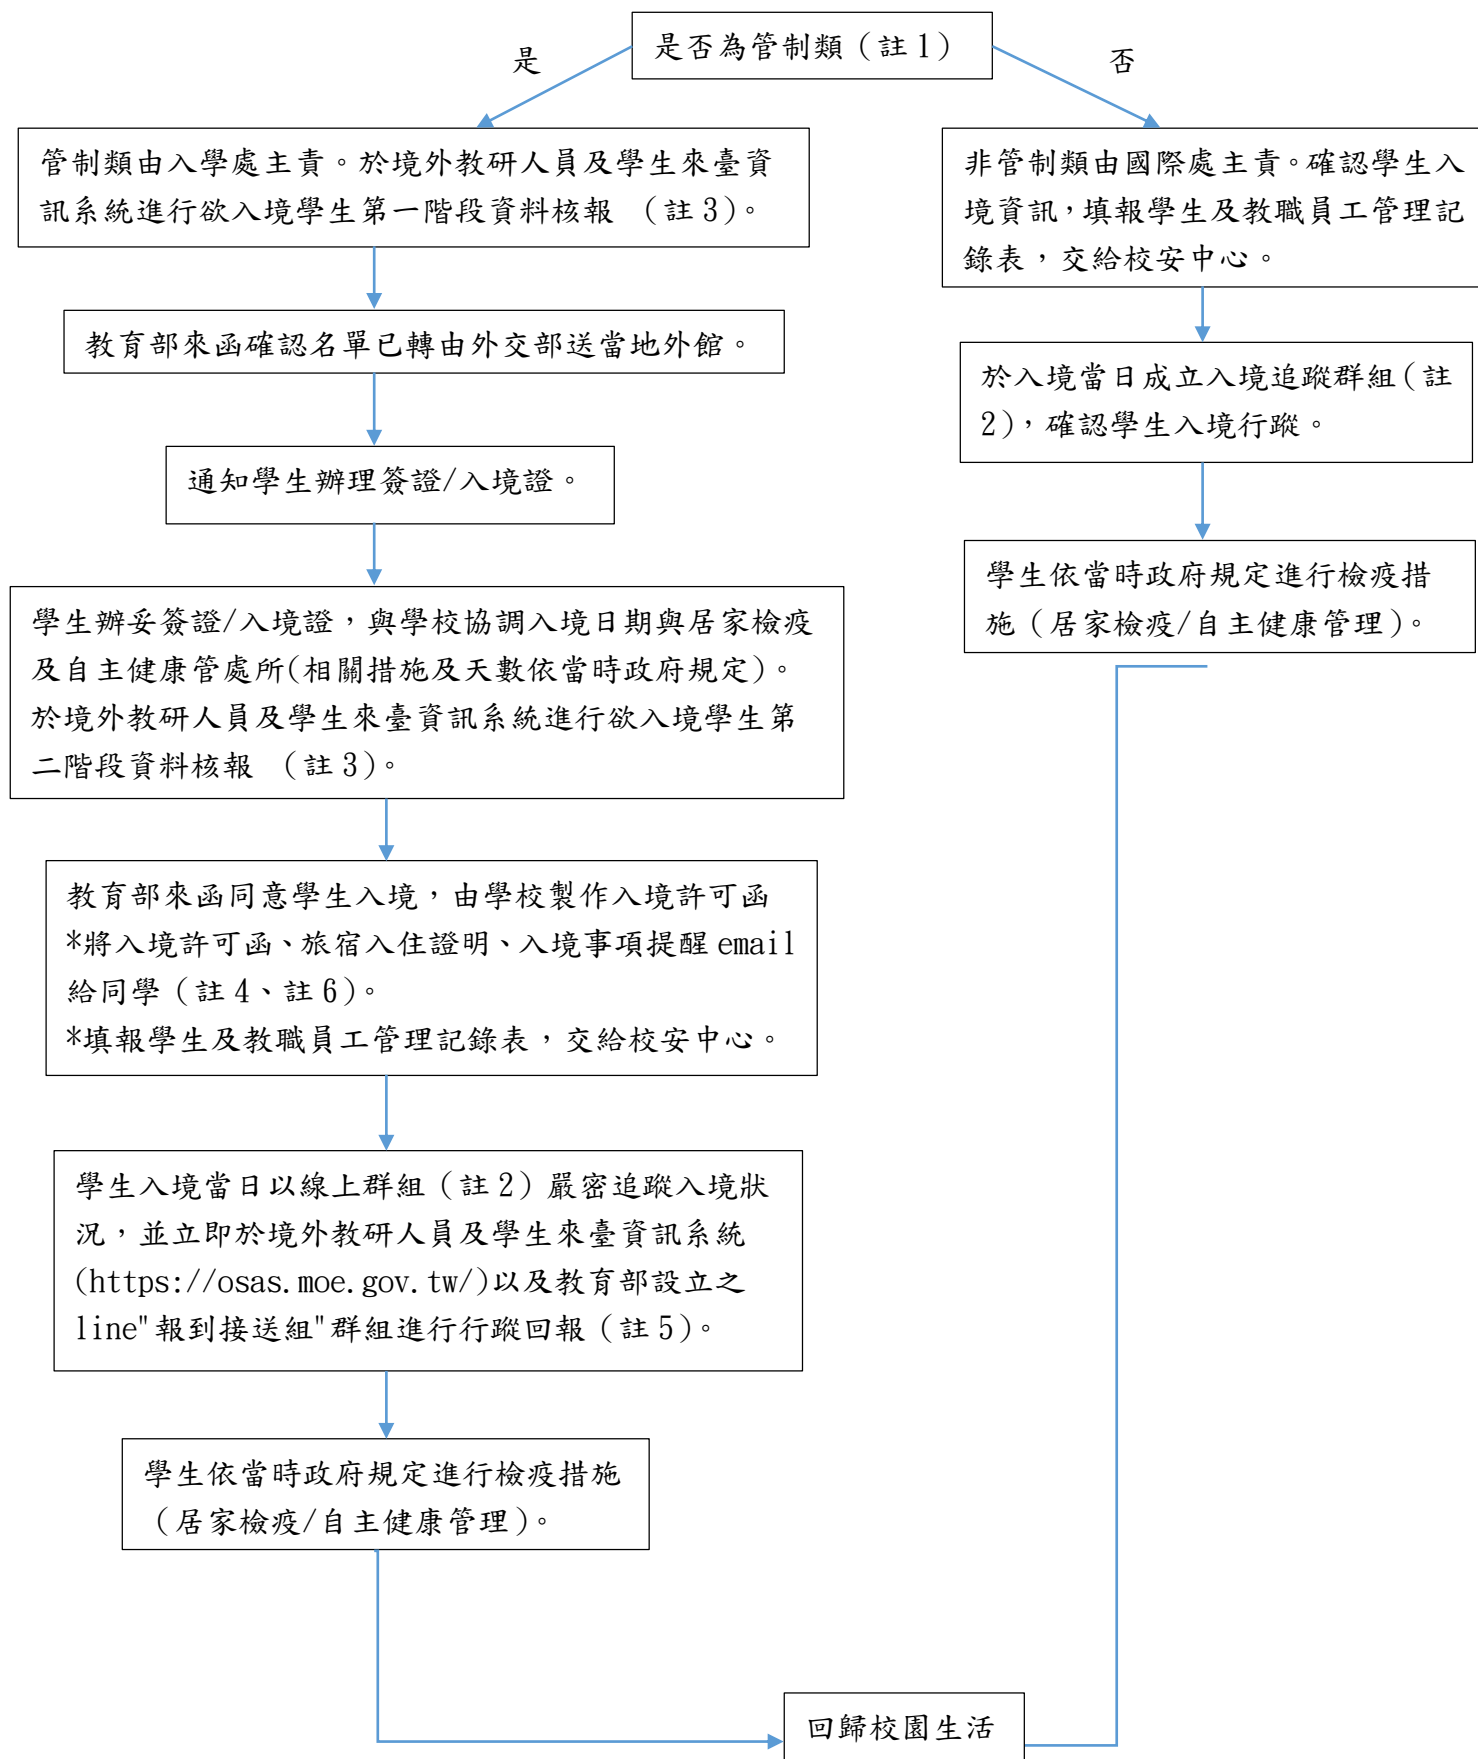 是否為管制類（註1）
是
否
管制類由入學處主責。於境外教研人員及學生來臺資
訊系統進行欲入境學生第一階段資料核報 （註3）。
教育部來函確認名單已轉由外交部送當地外館。
通知學生辦理簽證/入境證。
學生辦妥簽證/入境證，與學校協調入境日期與居家檢疫
及自主健康管處所(相關措施及天數依當時政府規定)。
於境外教研人員及學生來臺資訊系統進行欲入境學生第
二階段資料核報 （註3）。
教育部來函同意學生入境，由學校製作入境許可函
*將入境許可函、旅宿入住證明、入境事項提醒 email
給同學（註4、註6）。
*填報學生及教職員工管理記錄表，交給校安中心。
學生入境當日以線上群組（註2）嚴密追蹤入境狀
況，並立即於境外教研人員及學生來臺資訊系統
(https://osas.moe.gov.tw/)以及教育部設立之
line"報到接送組"群組進行行蹤回報（註5）。
學生依當時政府規定進行檢疫措施
（居家檢疫/自主健康管理）。
非管制類由國際處主責。確認學生入
境資訊，填報學生及教職員工管理記
錄表，交給校安中心。
於入境當日成立入境追蹤群組（註
2），確認學生入境行蹤。
學生依當時政府規定進行檢疫措
施（居家檢疫/自主健康管理）。
回歸校園生活